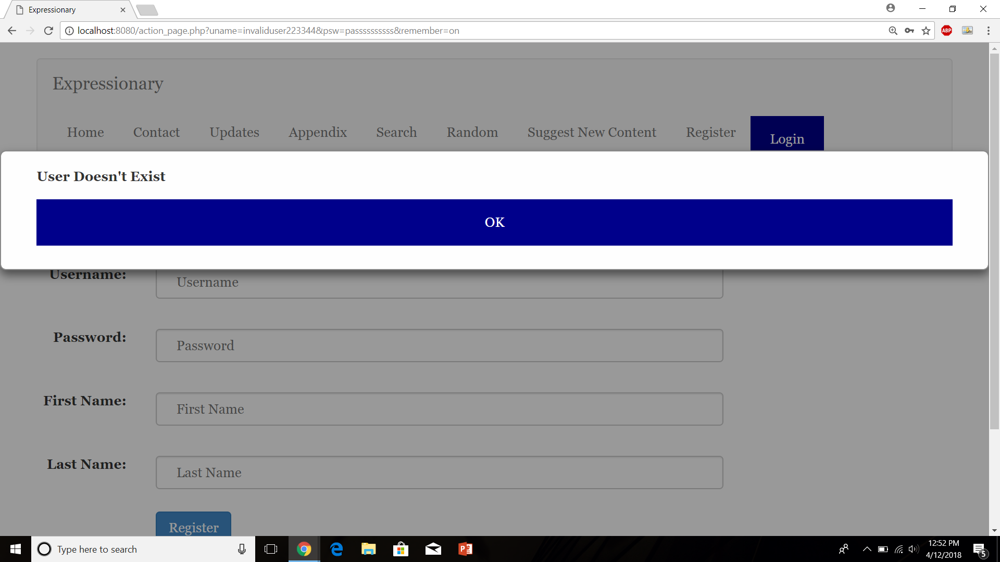 Expressionary
localhost:8080/action_page.php?uname=invaliduser223344&psw=passssssssss&remember=on
ABP
Expressionary
Home Contact Updates Appendix Search Random Suggest New Content Register Login
User Doesn't Exist
OK
Username: Username
Password: Password
First Name: First Name
Last Name: Last Name
Register
Type here to search
12:52 PM
4/12/2018
5